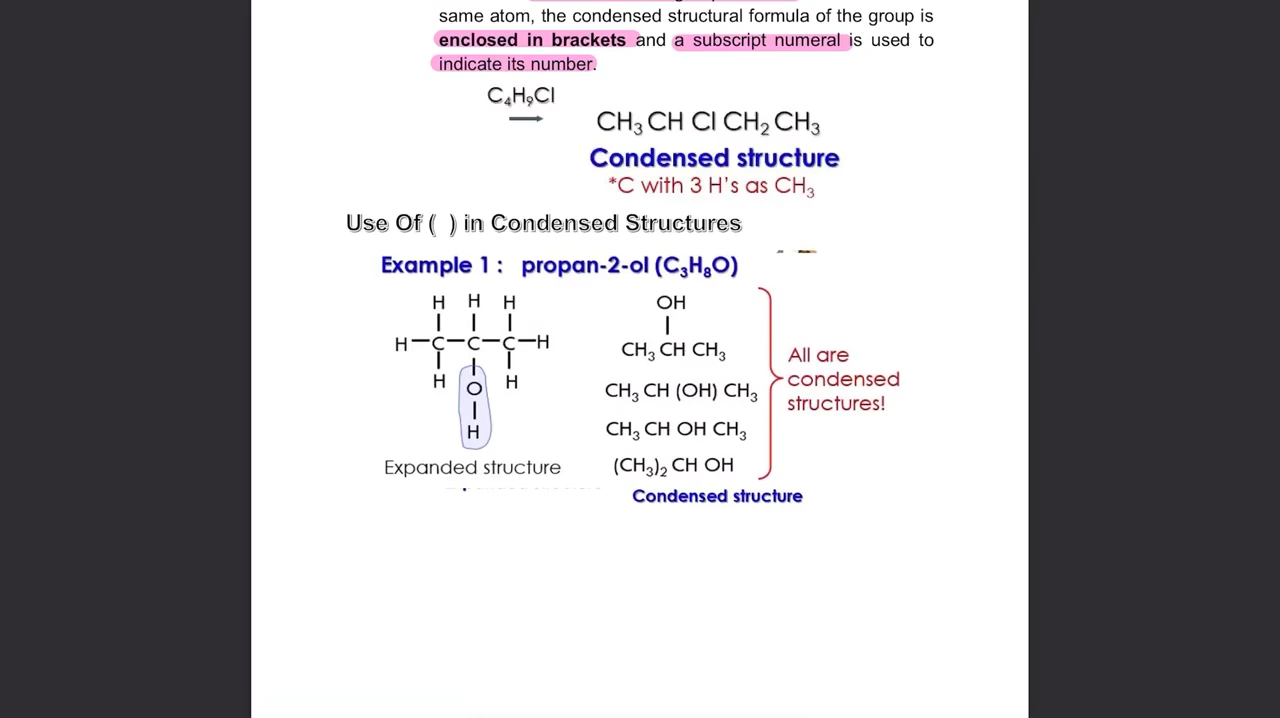 same atom, the condensed structural formula of the group is
enclosed in brackets and a subscript numeral is used to
indicate its number.
C₄H₉Cl
CH₃ CH Cl CH₂ CH₃
Condensed structure
*C with 3 H's as CH₃
Use Of ( ) in Condensed Structures
Example 1 : propan-2-ol (C₃H₈O)
H H H
H C C C H
H O H
H
Expanded structure
OH
CH₃ CH CH₃
CH₃ CH (OH) CH₃
CH₃ CH OH CH₃
(CH₃)₂ CH OH
Condensed structure
All are
condensed
structures!